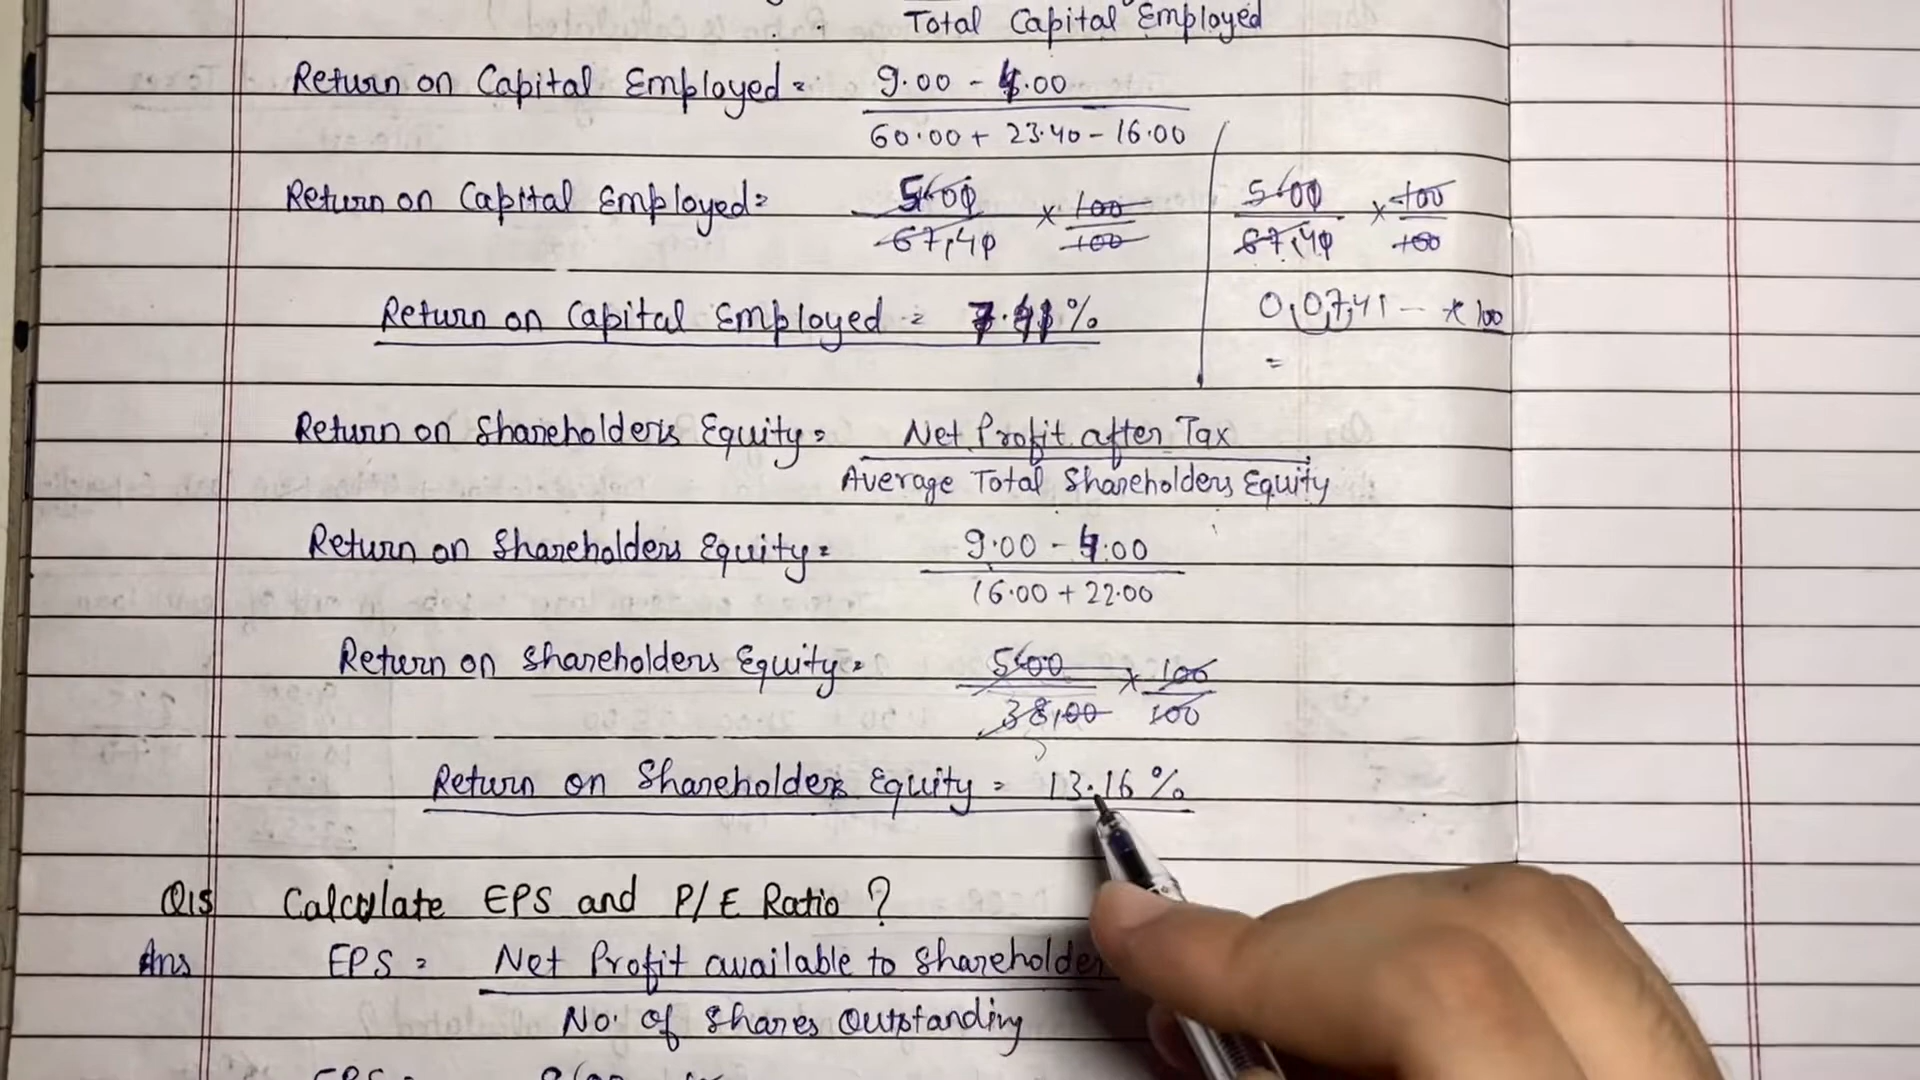 Total Capital Employed
Return on Capital Employed = 9.00 - 4.00
60.00 + 23.40 - 16.00
Return on Capital Employed = 5.00 × 100 5.00 × 100
67.40 100 67.40 100
Return on Capital Employed = 7.41% 0.0741 -- × 100
=
Return on Shareholders Equity = Net Profit after Tax
Average Total Shareholders Equity
Return on Shareholders Equity = 9.00 - 4.00
16.00 + 22.00
Return on Shareholders Equity = 5.00 × 100
38.00 100
Return on Shareholders Equity = 13.16%
Q15 Calculate EPS and P/E Ratio ?
Ans EPS = Net Profit available to Shareholder
No. of Shares Outstanding
EPS =